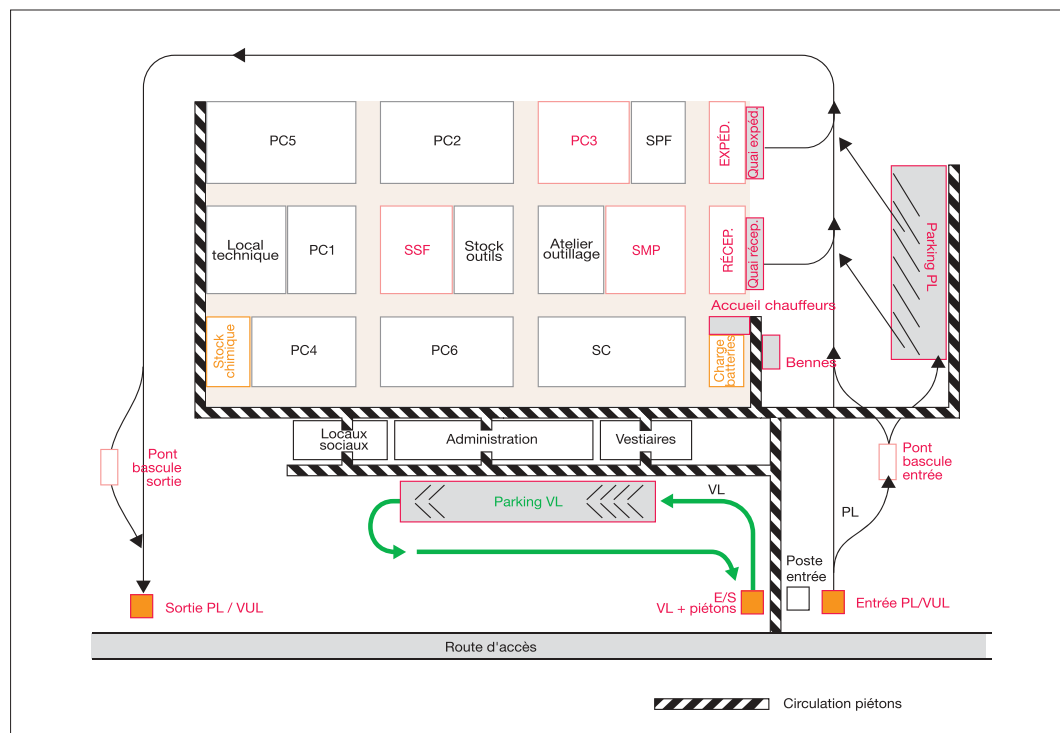 PC5
PC2
PC3
SPF
EXPÉD.
Quai expéd.
Local
technique
PC1
SSF
Stock
outils
Atelier
outillage
SMP
RÉCEP.
Quai récep.
Parking PL
Accueil chauffeurs
Stock
chimique
PC4
PC6
SC
Charge
batteries
Bennes
Locaux
sociaux
Administration
Vestiaires
Pont
bascule
sortie
Pont
bascule
entrée
Parking VL
VL
PL
Poste
entrée
Sortie PL / VUL
E/S
VL + piétons
Entrée PL/VUL
Route d'accès
Circulation piétons